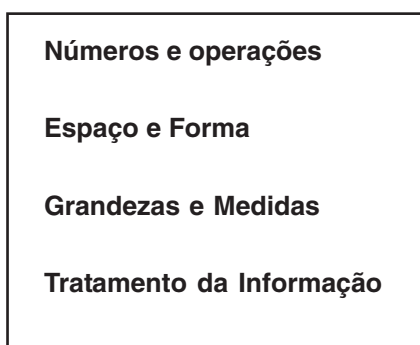 Números e operações
Espaço e Forma
Grandezas e Medidas
Tratamento da Informação